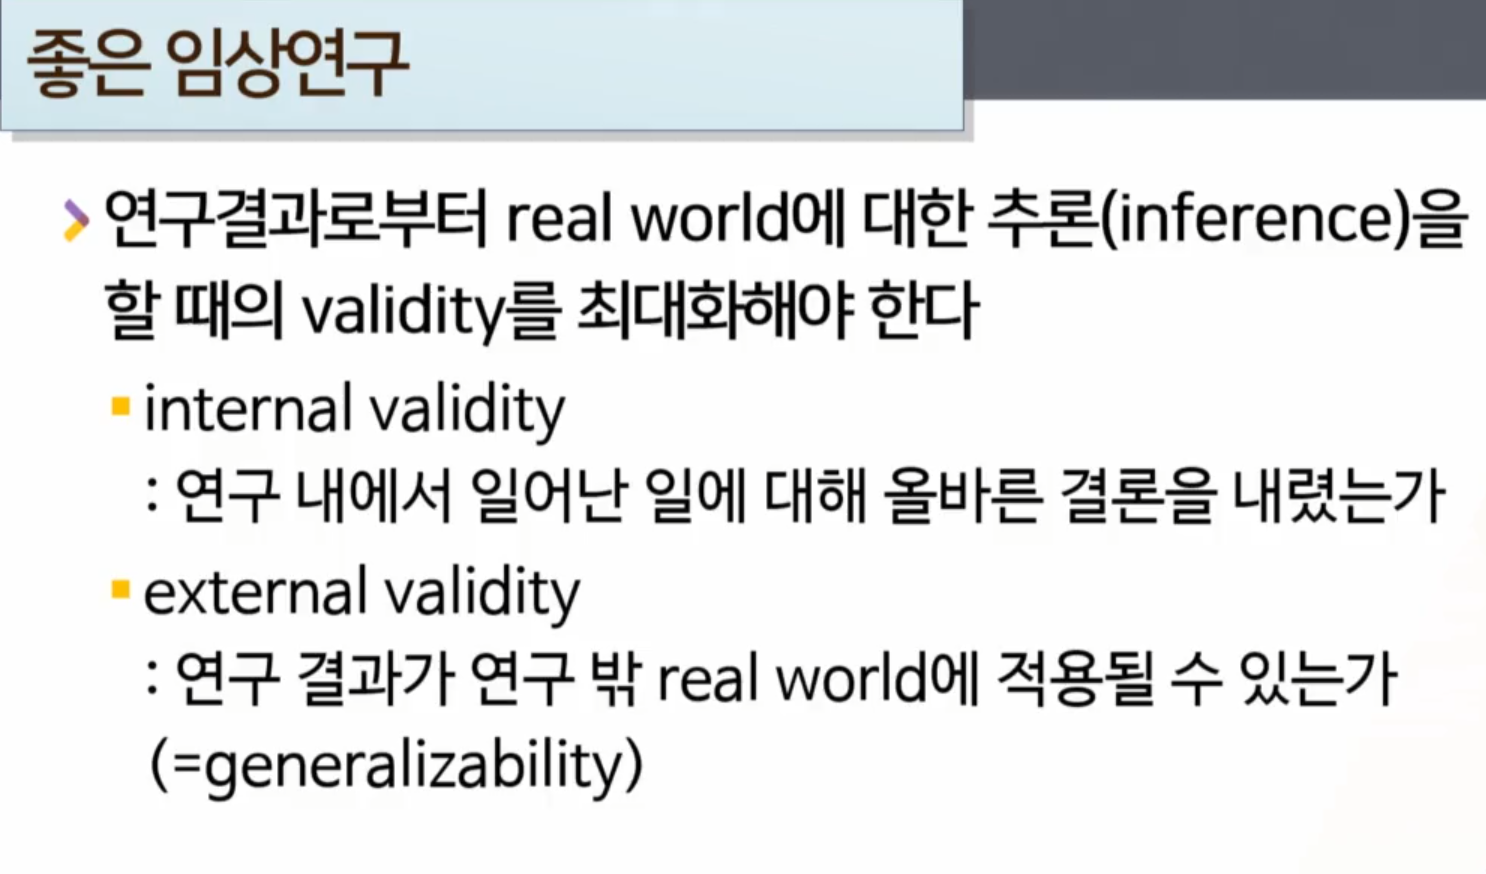 좋은 임상연구
연구결과로부터 real world에 대한 추론(inference)을
할 때의 validity를 최대화해야 한다
internal validity
: 연구 내에서 일어난 일에 대해 올바른 결론을 내렸는가
external validity
: 연구 결과가 연구 밖 real world에 적용될 수 있는가
(=generalizability)